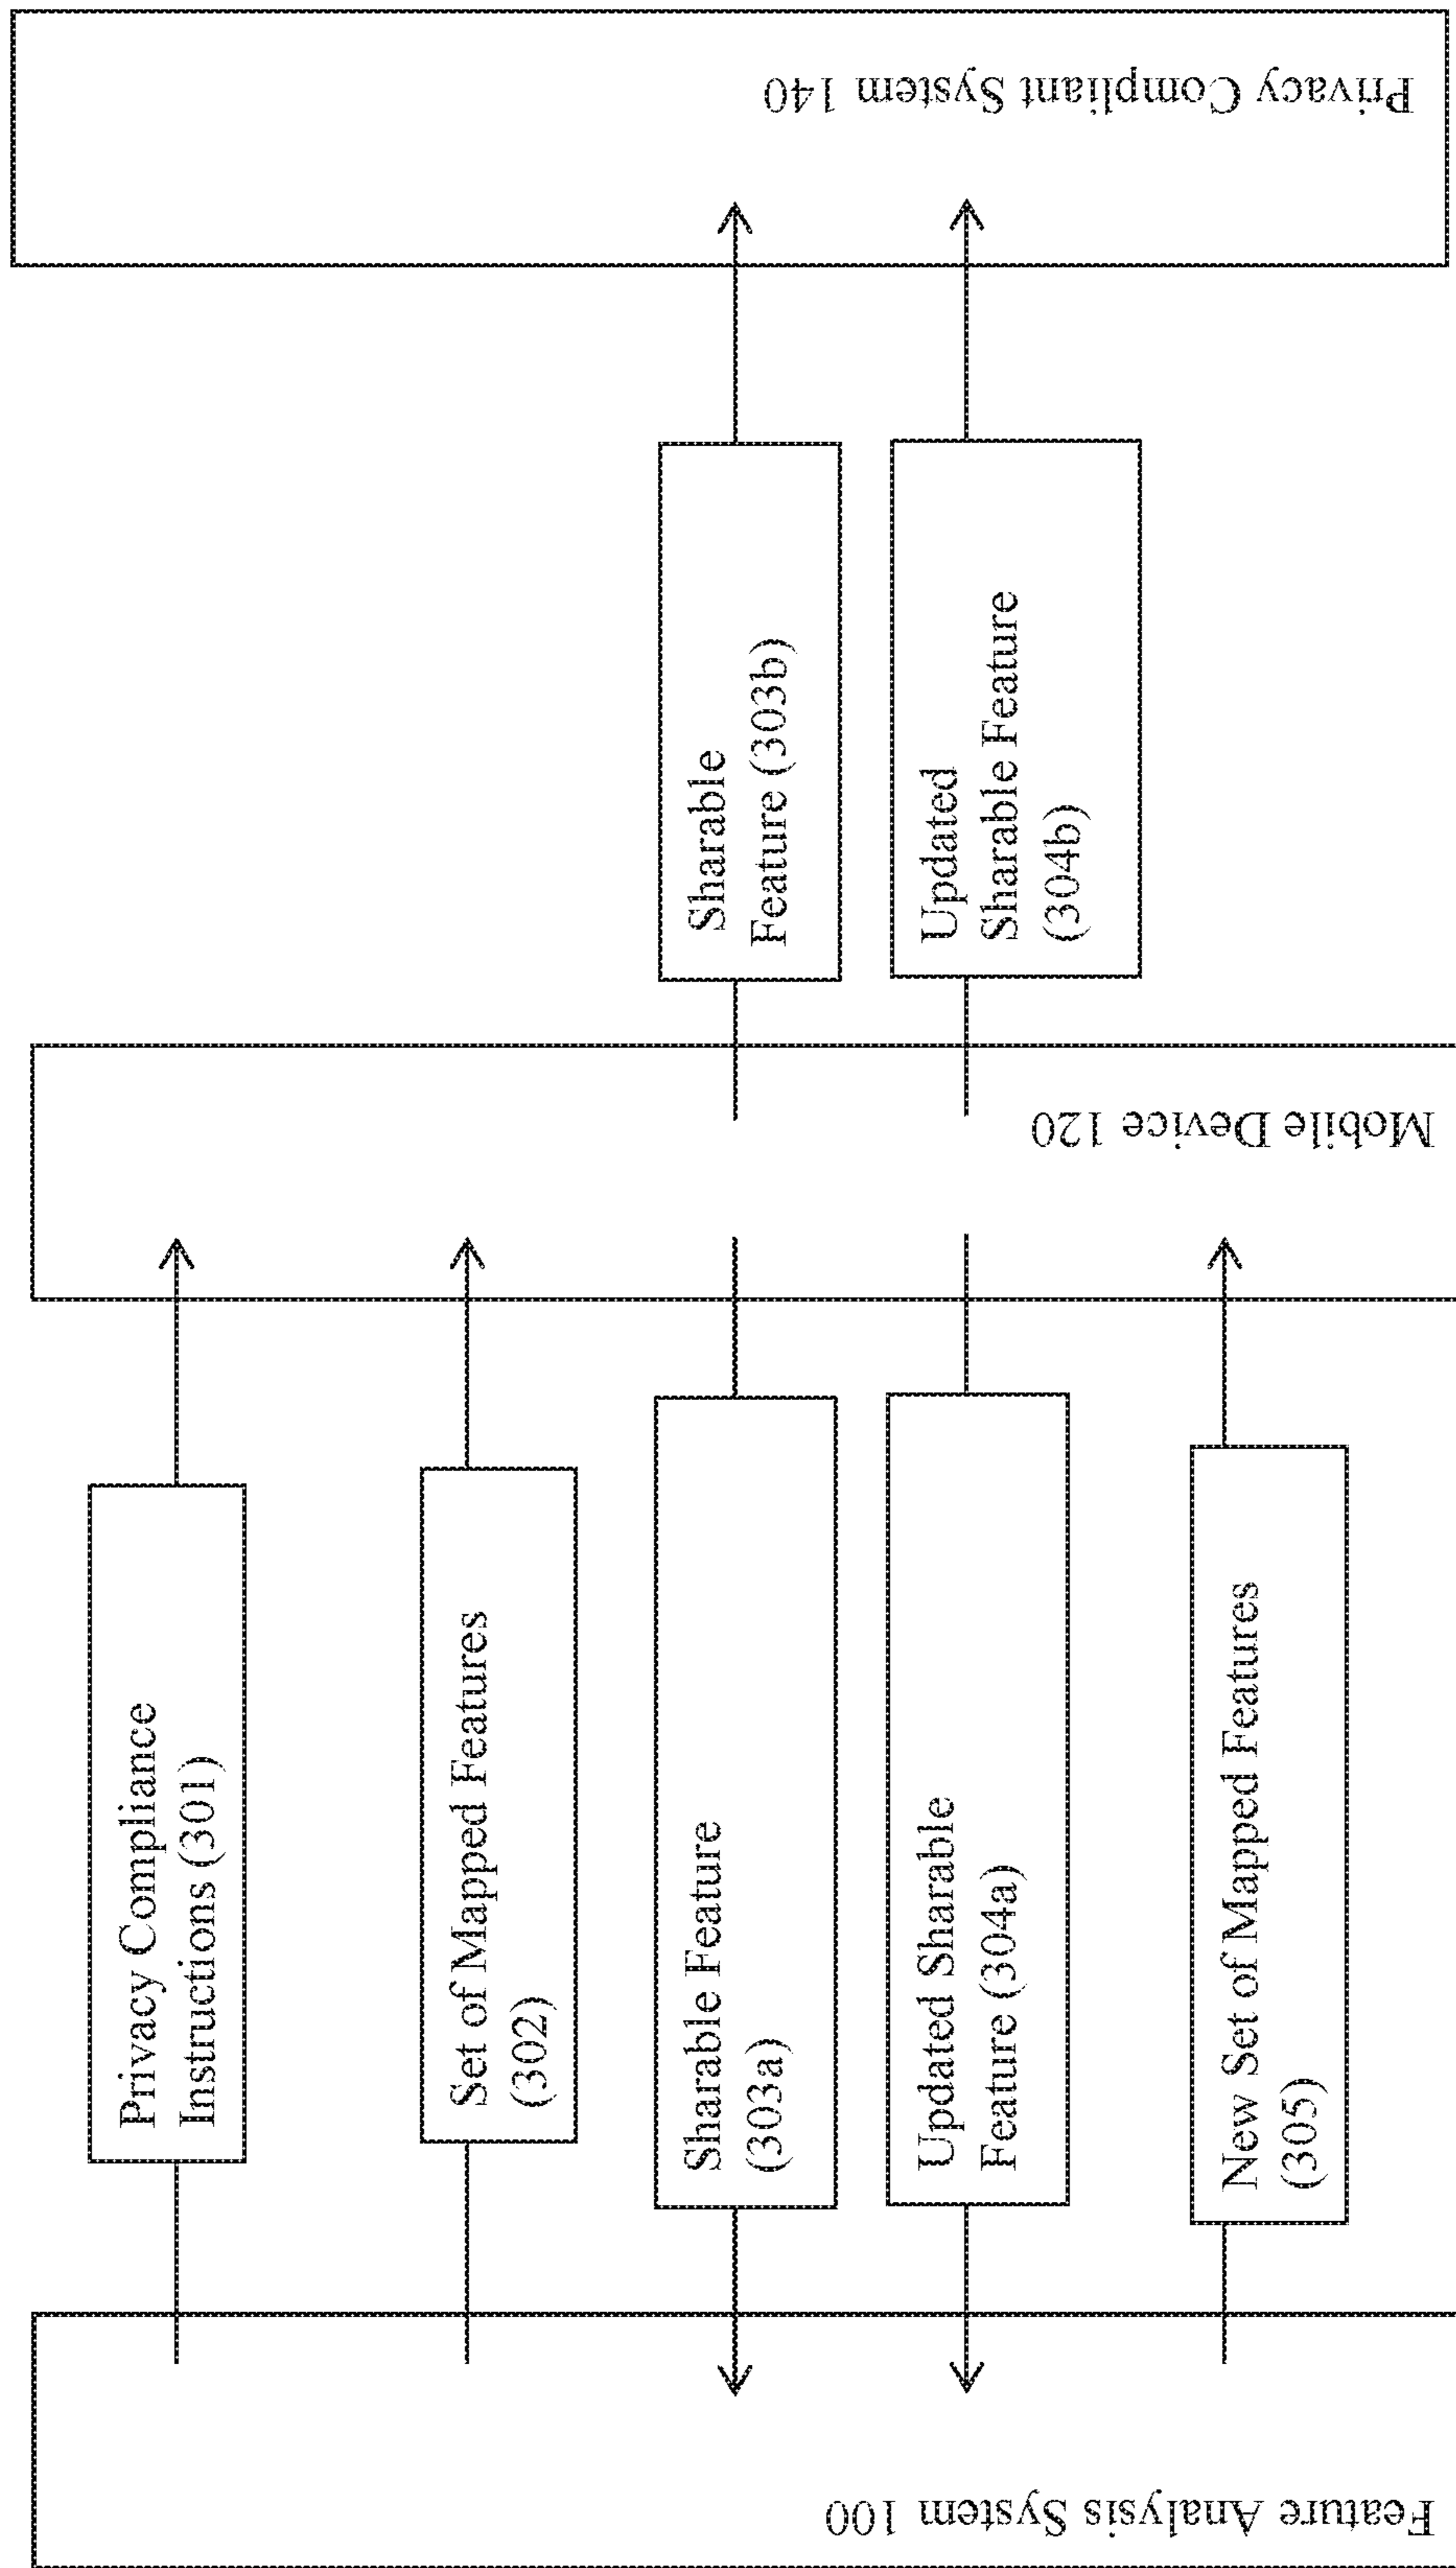 Feature Analysis System 100
Privacy Compliance
Instructions (301)
Set of Mapped Features
(302)
Sharable Feature
(303a)
Updated Sharable
Feature (304a)
New Set of Mapped Features
(305)
Mobile Device 120
Sharable
Feature (303b)
Updated
Sharable Feature
(304b)
Privacy Compliant System 140